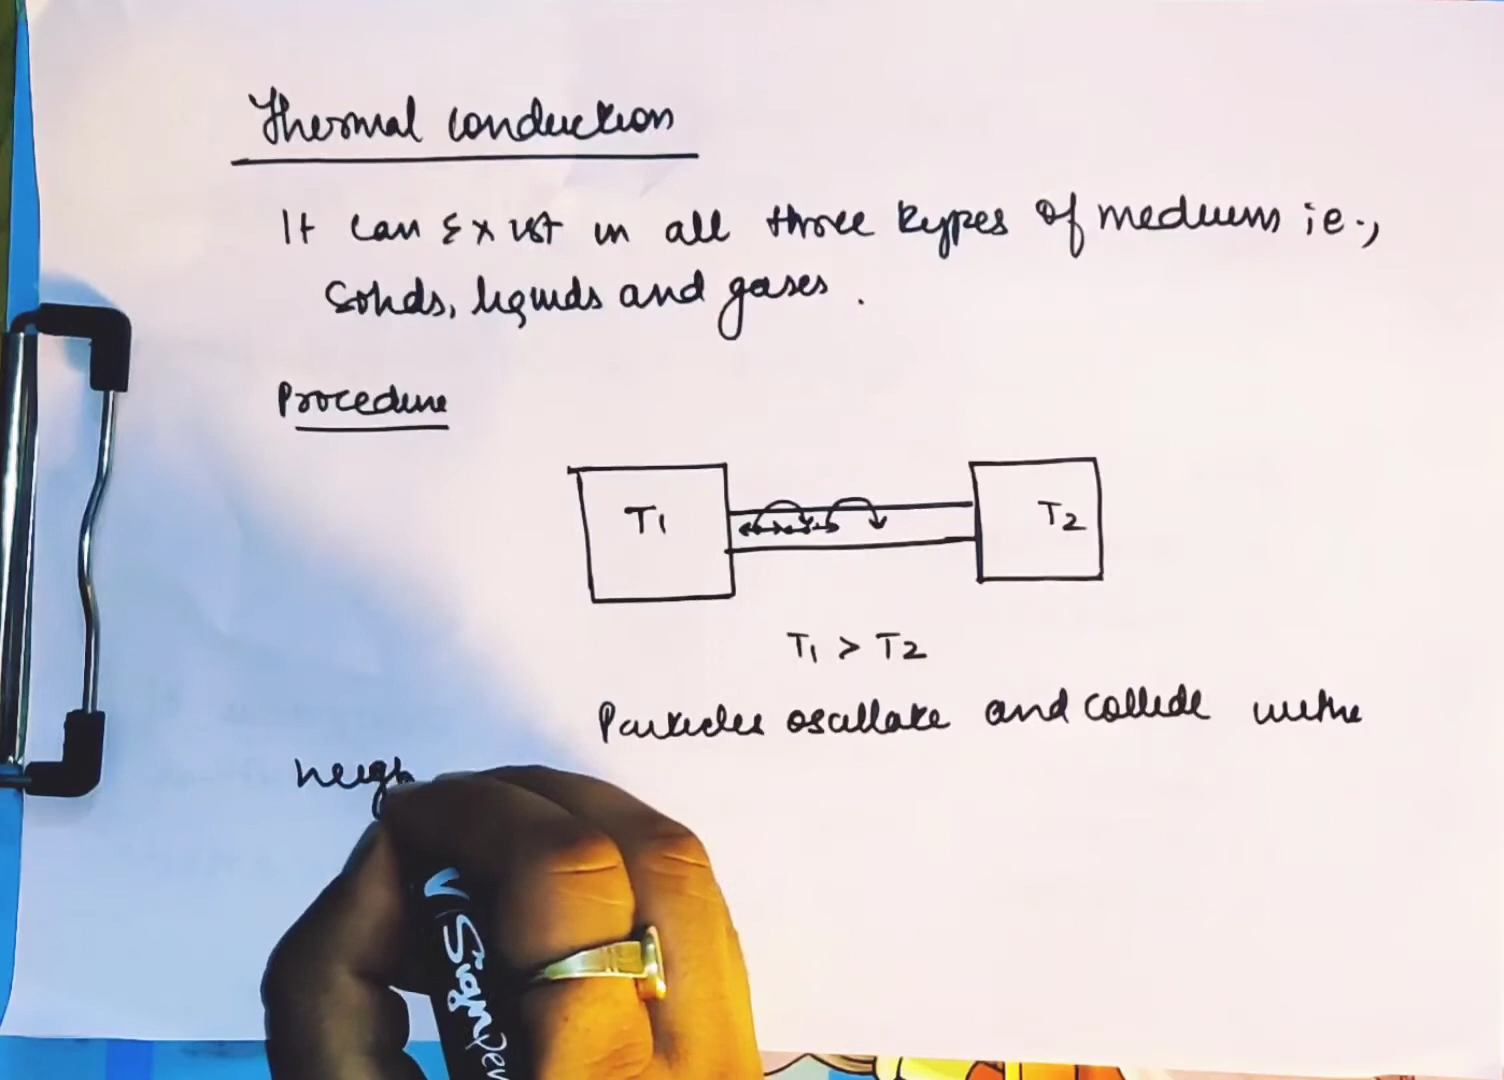 Thermal conduction
It can Exist in all three types of medium ie.,
Solids, liquids and gases.
Procedure
T1
T2
T1 > T2
Particles oscillate and collide with
neigh